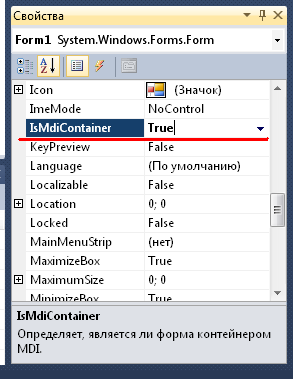 Свойства
Form1 System.Windows.Forms.Form
Icon (Значок)
ImeMode NoControl
IsMdiContainer True
KeyPreview False
Language (По умолчанию)
Localizable False
Location 0; 0
Locked False
MainMenuStrip (нет)
MaximizeBox True
MaximumSize 0; 0
MinimizeBox True
IsMdiContainer
Определяет, является ли форма контейнером
MDI.